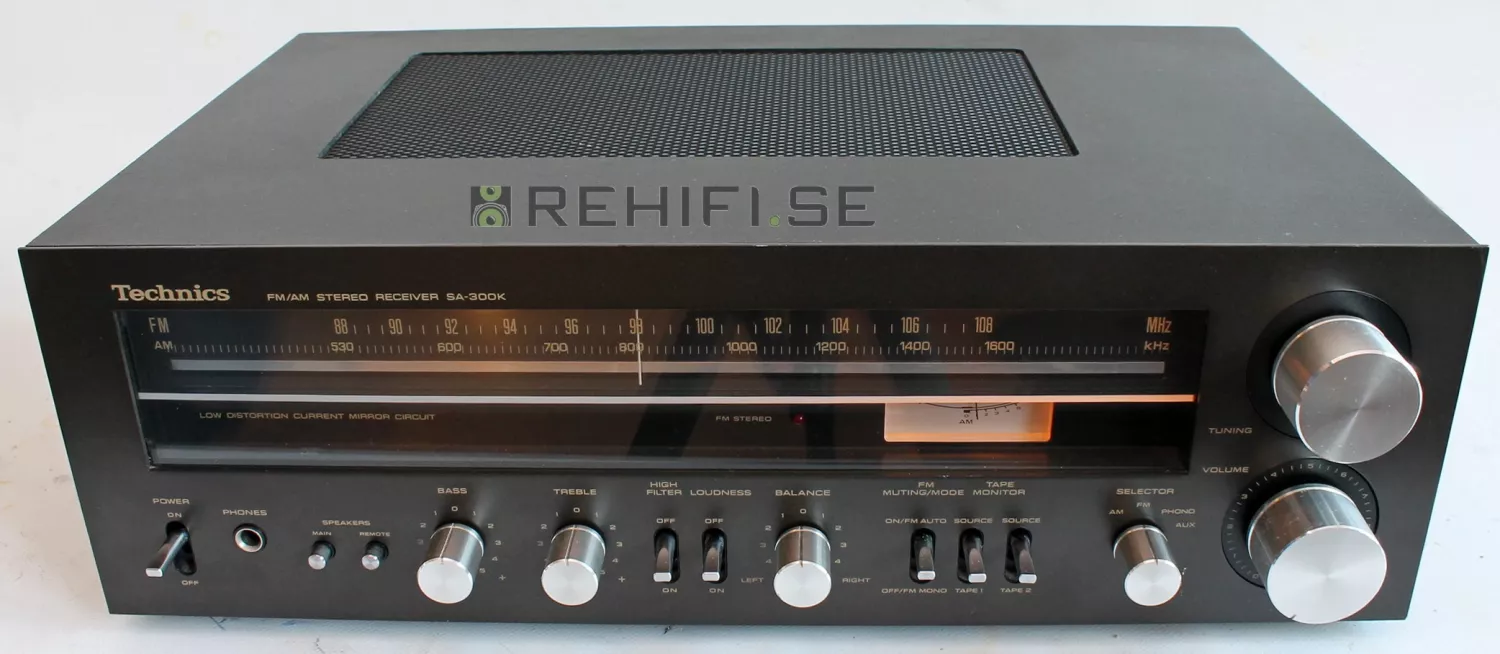 REHIFI.SE
Technics FM/AM STEREO RECEIVER SA-300K
FM 88 90 92 94 96 98 100 102 104 106 108 MHz
AM 530 600 700 800 1000 1200 1400 1600 kHz
LOW DISTORTION CURRENT MIRROR CIRCUIT FM STEREO AM
TUNING
VOLUME
POWER
ON
OFF
PHONES
SPEAKERS
MAIN REMOTE
BASS
TREBLE
HIGH FILTER
OFF
ON
LOUDNESS
OFF
ON
BALANCE
LEFT RIGHT
FM MUTING/MODE
ON/FM AUTO
OFF/FM MONO
TAPE MONITOR
SOURCE SOURCE
TAPE 1 TAPE 2
SELECTOR
AM FM PHONO
AUX